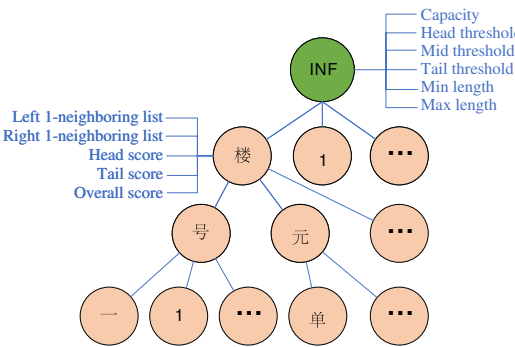 Capacity
Head threshold
Mid threshold
Tail threshold
Min length
Max length
INF
Left 1-neighboring list
Right 1-neighboring list
Head score
Tail score
Overall score
楼
1
...
号
元
...
一
1
...
单
...